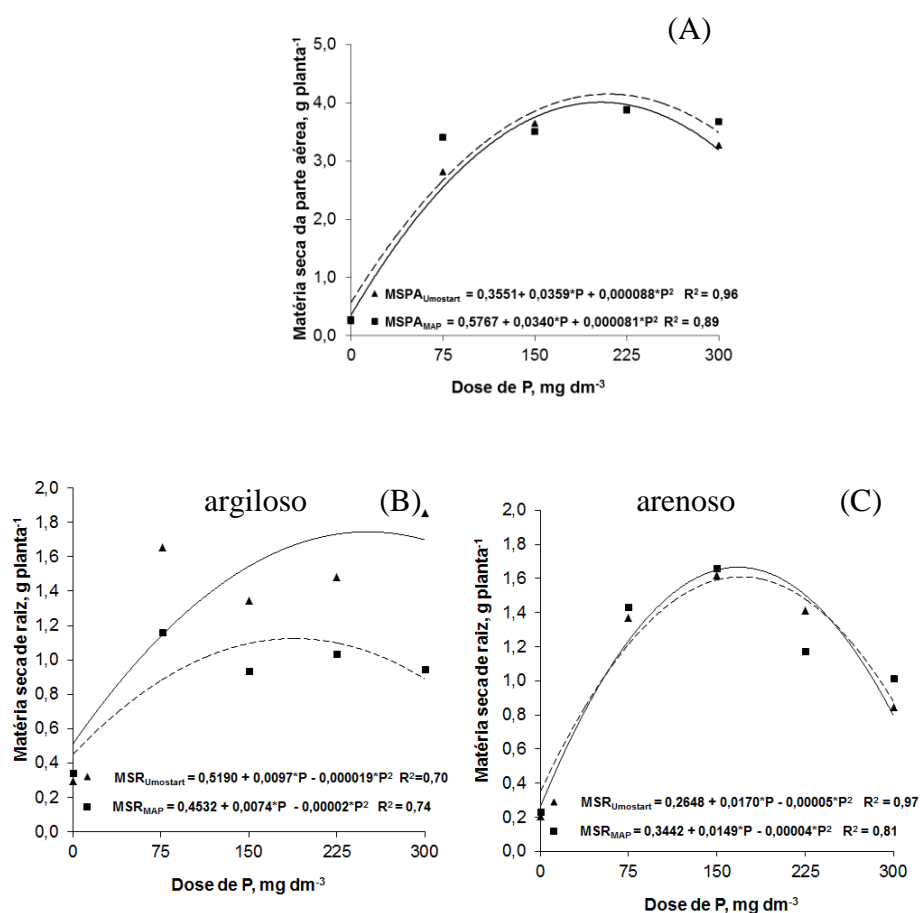 (A)
5,0
4,0
3,0
2,0
1,0
0,0
Matéria seca da parte aérea, g planta⁻¹
▲ MSPA_Umostart = 0,3551+ 0,0359*P + 0,000088*P² R² = 0,96
■ MSPA_MAP = 0,5767 + 0,0340*P + 0,000081*P² R² = 0,89
0 75 150 225 300
Dose de P, mg dm⁻³
argiloso (B)
2,0
1,8
1,6
1,4
1,2
1,0
0,8
0,6
0,4
0,2
0,0
Matéria seca de raiz, g planta⁻¹
▲ MSR_Umostart = 0,5190 + 0,0097*P - 0,000019*P² R²=0,70
■ MSR_MAP = 0,4532 + 0,0074*P - 0,00002*P² R² = 0,74
0 75 150 225 300
Dose de P, mg dm⁻³
arenoso (C)
2,0
1,8
1,6
1,4
1,2
1,0
0,8
0,6
0,4
0,2
0,0
Matéria seca de raiz, g planta⁻¹
▲ MSR_Umostart = 0,2648 + 0,0170*P - 0,00005*P² R² = 0,97
■ MSR_MAP = 0,3442 + 0,0149*P - 0,00004*P² R² = 0,81
0 75 150 225 300
Dose de P, mg dm⁻³